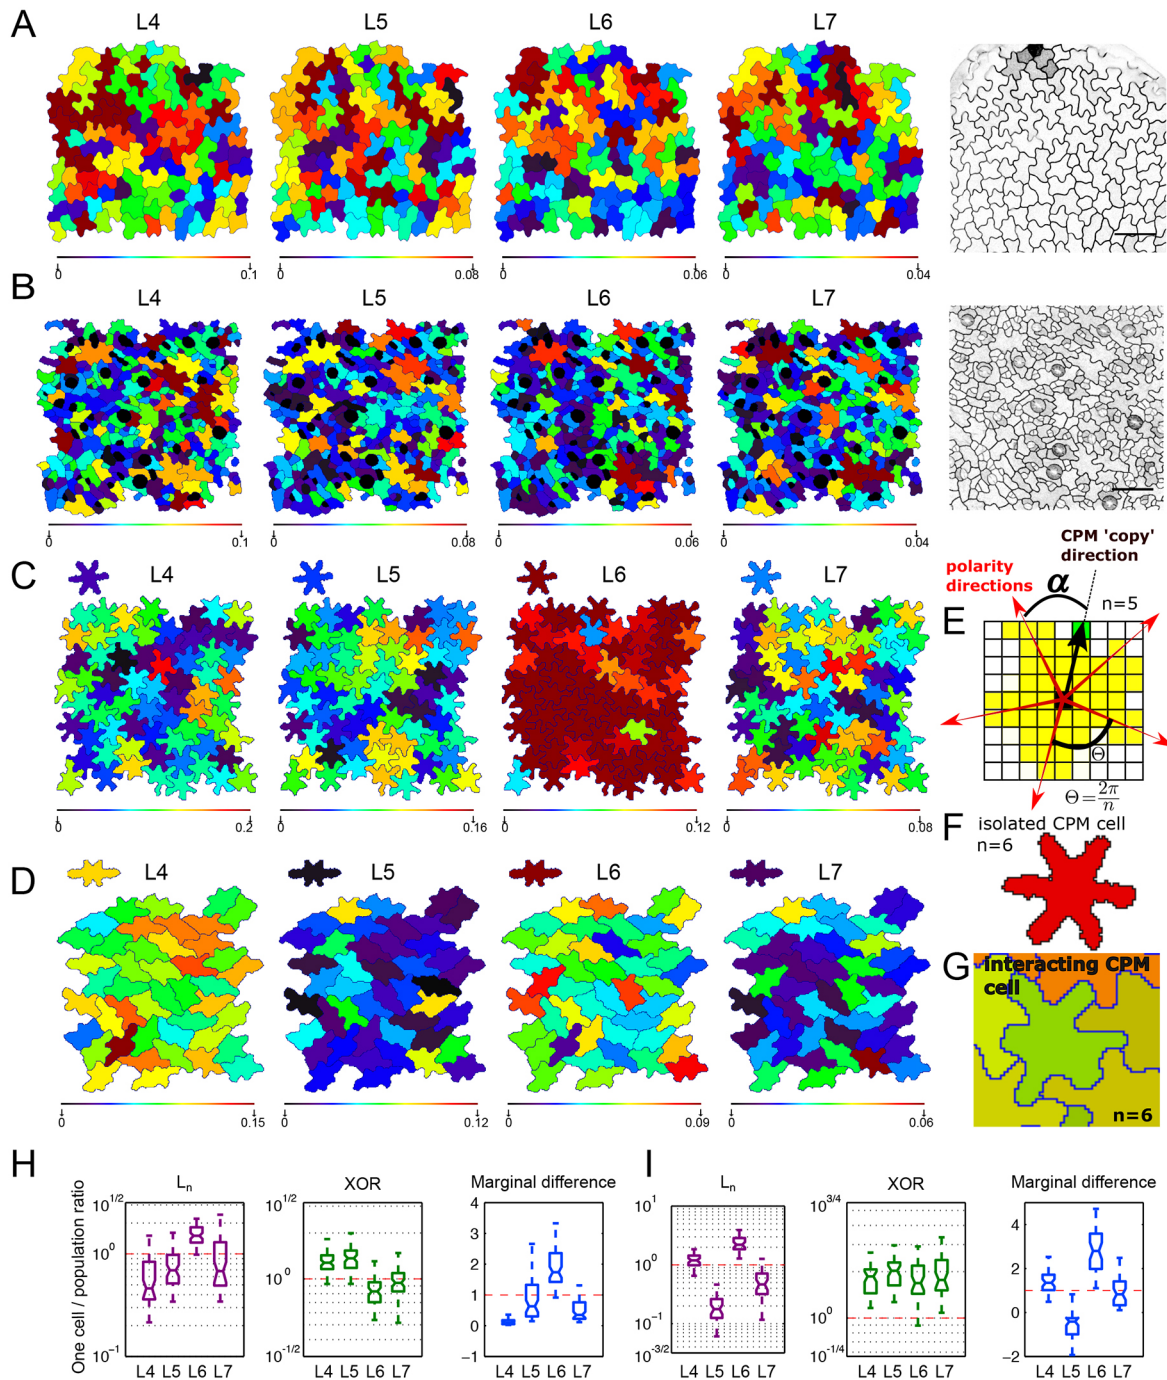 A
L4 L5 L6 L7
0 0.1 0 0.08 0 0.06 0 0.04
B
L4 L5 L6 L7
0 0.1 0 0.08 0 0.06 0 0.04
C
L4 L5 L6 L7
0 0.2 0 0.16 0 0.12 0 0.08
D
L4 L5 L6 L7
0 0.15 0 0.12 0 0.09 0 0.06
CPM 'copy'
direction
polarity
directions
α
n=5
E
Θ
Θ=2π/n
F
isolated CPM cell
n=6
G
interacting CPM
cell
n=6
H
One cell / population ratio
Lₙ
10^1/2
10^0
10^-1
L4 L5 L6 L7
XOR
10^1/2
10^0
10^-1/2
L4 L5 L6 L7
Marginal difference
4
3
2
1
0
−1
L4 L5 L6 L7
I
Lₙ
10^1
10^0
10^-1
10^-3/2
L4 L5 L6 L7
XOR
10^3/4
10^0
10^-1/4
L4 L5 L6 L7
Marginal difference
4
2
0
−2
L4 L5 L6 L7